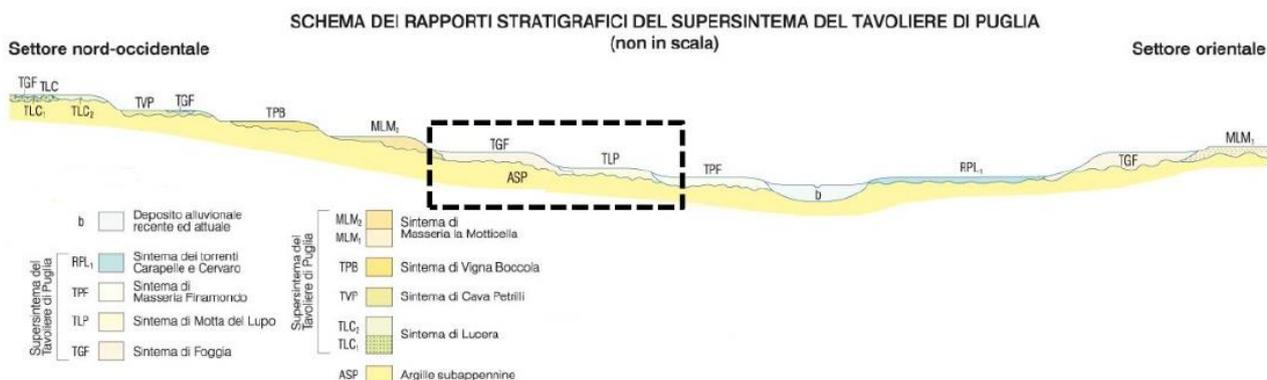 SCHEMA DEI RAPPORTI STRATIGRAFICI DEL SUPERSINTEMA DEL TAVOLIERE DI PUGLIA
(non in scala)
Settore nord-occidentale
Settore orientale
TGF TLC
TLC₁ TLC₂
TVP TGF
TPB
MLM₂
TGF
ASP
TLP
TPF
b
RPL₁
TGF
MLM₁
b Deposito alluvionale
recente ed attuale
Supersintema del
Tavoliere di Puglia
RPL₁ Sintema dei torrenti
Carapelle e Cervaro
TPF Sintema di
Masseria Finamondo
TLP Sintema di Motta del Lupo
TGF Sintema di Foggia
Supersintema del
Tavoliere di Puglia
MLM₂ Sintema di
MLM₁ Masseria la Motticella
TPB Sintema di Vigna Boccola
TVP Sintema di Cava Petrilli
TLC₂
TLC₁ Sintema di Lucera
ASP Argille subappennine